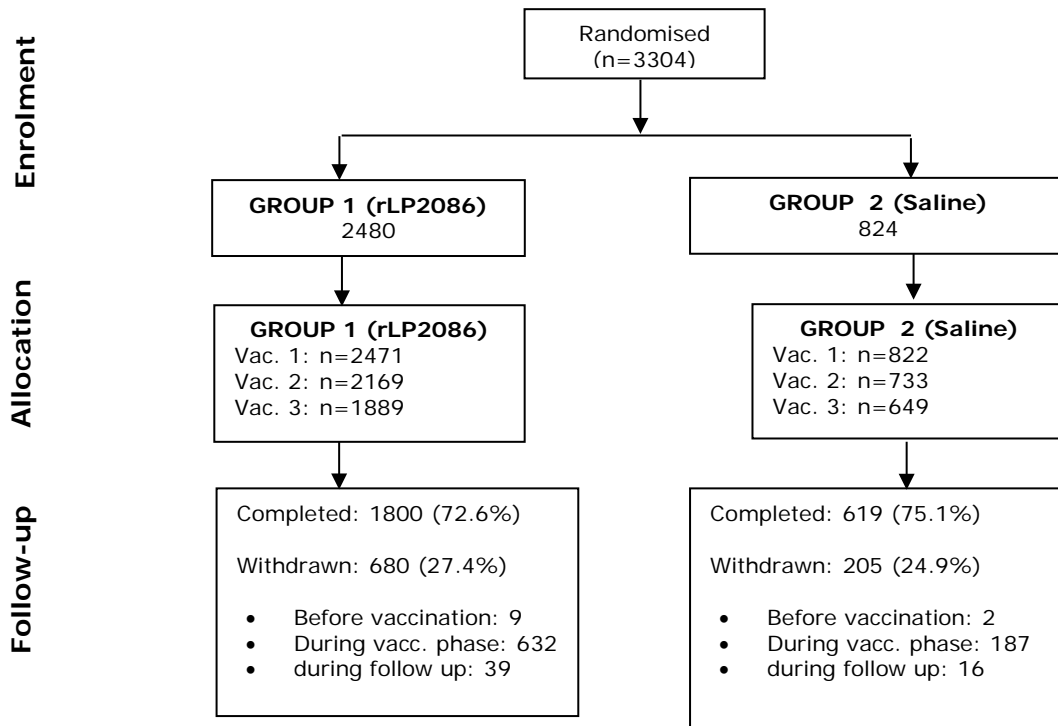 Enrolment
Randomised
(n=3304)
GROUP 1 (rLP2086)
2480
GROUP 2 (Saline)
824
Allocation
GROUP 1 (rLP2086)
Vac. 1: n=2471
Vac. 2: n=2169
Vac. 3: n=1889
GROUP 2 (Saline)
Vac. 1: n=822
Vac. 2: n=733
Vac. 3: n=649
Follow-up
Completed: 1800 (72.6%)
Withdrawn: 680 (27.4%)
• Before vaccination: 9
• During vacc. phase: 632
• during follow up: 39
Completed: 619 (75.1%)
Withdrawn: 205 (24.9%)
• Before vaccination: 2
• During vacc. phase: 187
• during follow up: 16